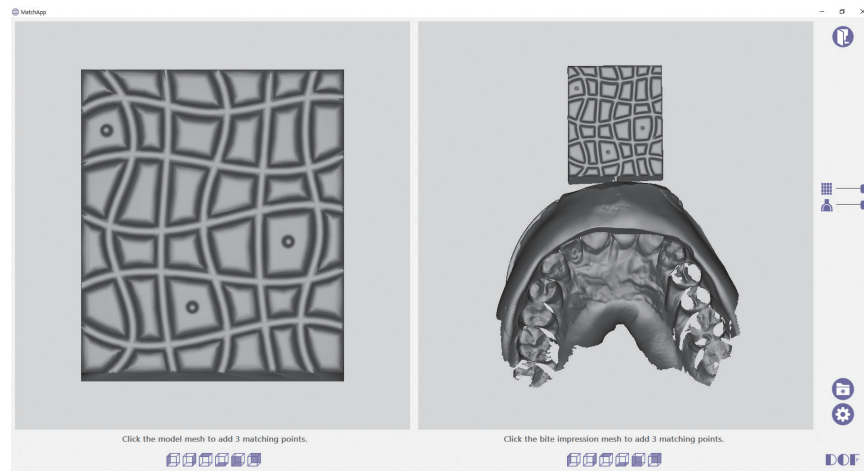 MatchApp
Click the model mesh to add 3 matching points.
Click the bite impression mesh to add 3 matching points.
DOF